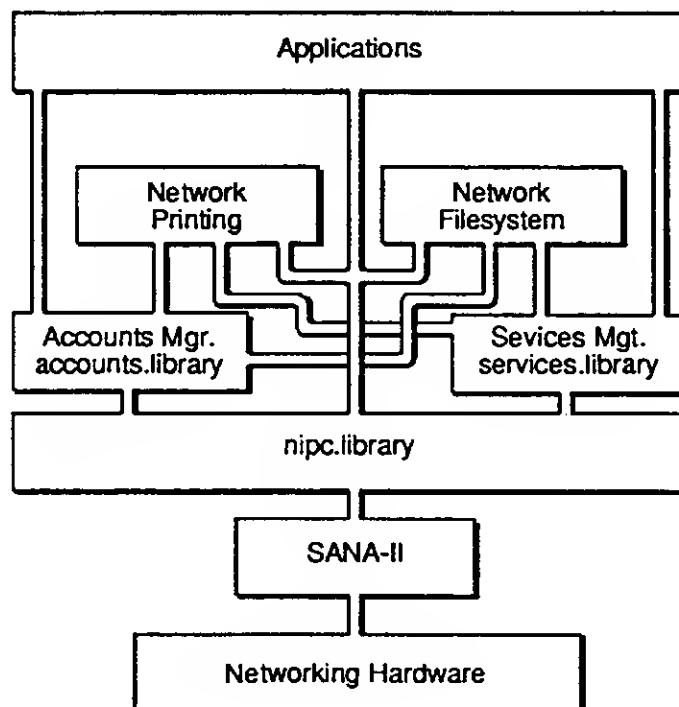 Applications
Network
Printing
Network
Filesystem
Accounts Mgr.
accounts.library
Sevices Mgt.
services.library
nipc.library
SANA-II
Networking Hardware